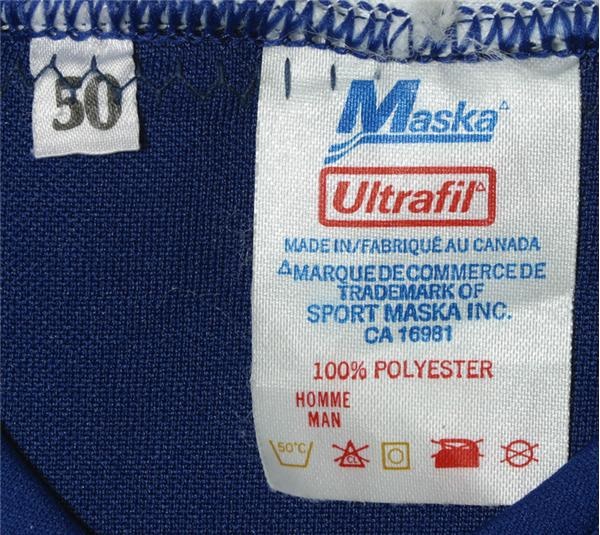 50
Maska△
Ultrafil△
MADE IN/FABRIQUÉ AU CANADA
△MARQUE DE COMMERCE DE
TRADEMARK OF
SPORT MASKA INC.
CA 16981
100% POLYESTER
HOMME
MAN
50°C CL